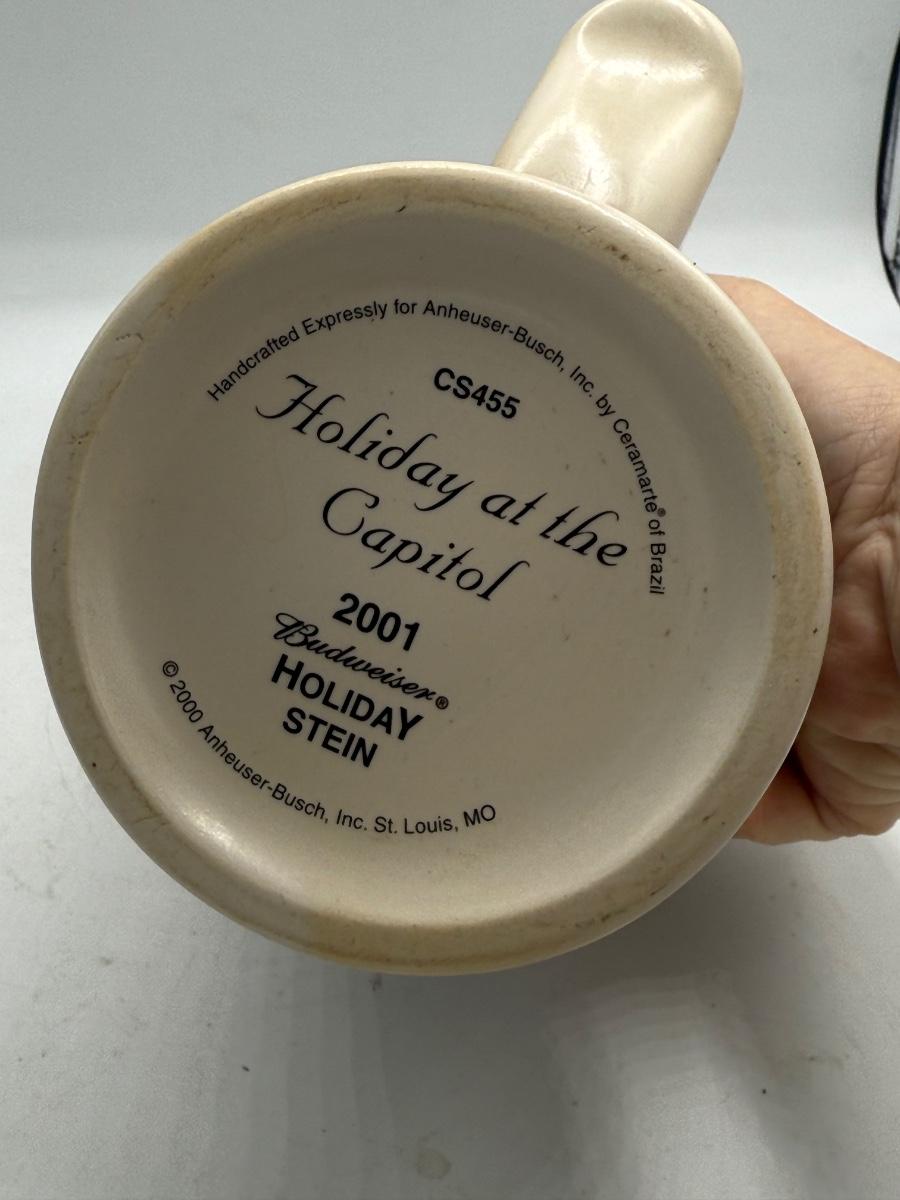 Handcrafted Expressly for Anheuser-Busch, Inc. by Ceramarte® of Brazil
CS455
Holiday at the
Capitol
2001
Budweiser®
HOLIDAY
STEIN
© 2000 Anheuser-Busch, Inc. St. Louis, MO